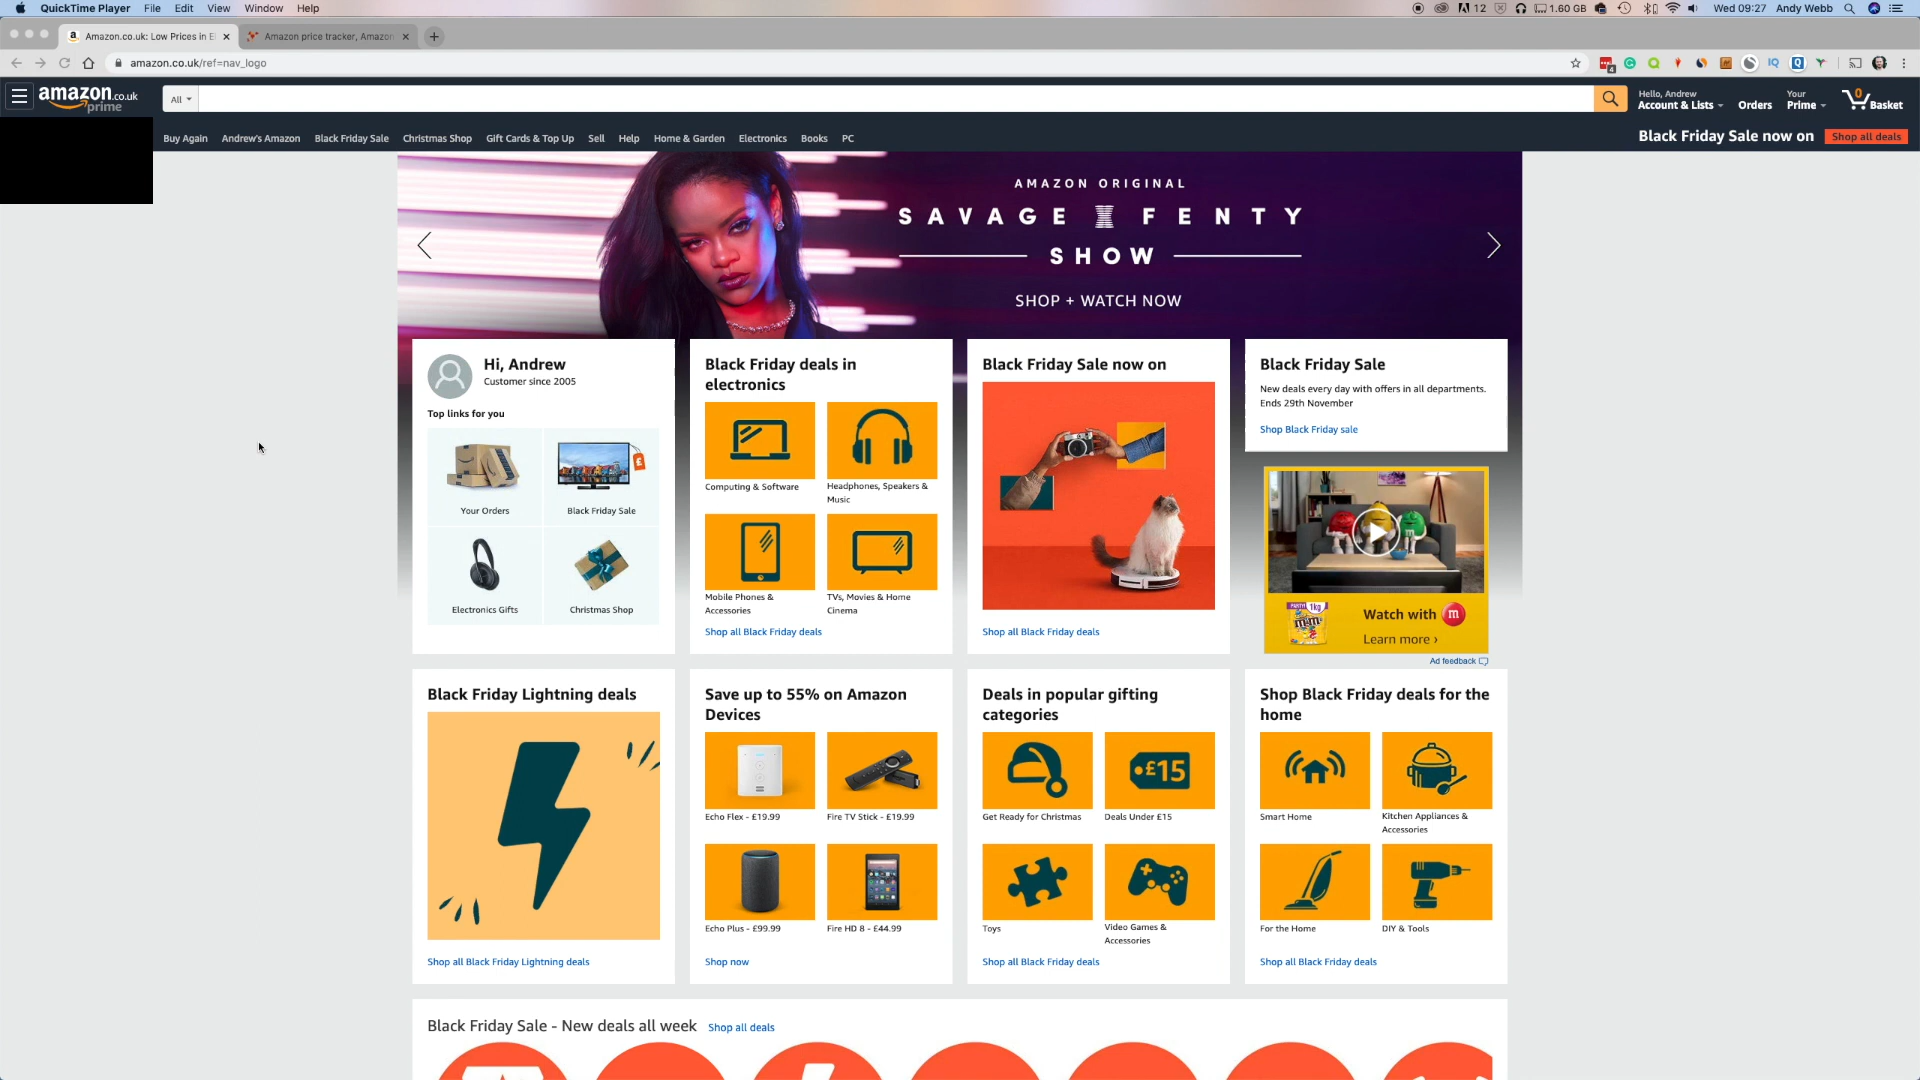 QuickTime Player File Edit View Window Help
12 1.60 GB Wed 09:27 Andy Webb
Amazon.co.uk: Low Prices in El
Amazon price tracker, Amazon
amazon.co.uk/ref=nav_logo
amazon.co.uk
prime
All
Hello, Andrew
Account & Lists
Orders
Your
Prime
0
Basket
Buy Again Andrew's Amazon Black Friday Sale Christmas Shop Gift Cards & Top Up Sell Help Home & Garden Electronics Books PC
Black Friday Sale now on Shop all deals
AMAZON ORIGINAL
SAVAGE X FENTY
SHOW
SHOP + WATCH NOW
Hi, Andrew
Customer since 2005
Top links for you
Your Orders
Black Friday Sale
Electronics Gifts
Christmas Shop
Black Friday deals in
electronics
Computing & Software
Headphones, Speakers &
Music
Mobile Phones &
Accessories
TVs, Movies & Home
Cinema
Shop all Black Friday deals
Black Friday Sale now on
Shop all Black Friday deals
Black Friday Sale
New deals every day with offers in all departments.
Ends 29th November
Shop Black Friday sale
PARTY 1kg
m&m's
Watch with m
Learn more ›
Ad feedback
Black Friday Lightning deals
Shop all Black Friday Lightning deals
Save up to 55% on Amazon
Devices
Echo Flex - £19.99
Fire TV Stick - £19.99
Echo Plus - £99.99
Fire HD 8 - £44.99
Shop now
Deals in popular gifting
categories
£15
Get Ready for Christmas
Deals Under £15
Toys
Video Games &
Accessories
Shop all Black Friday deals
Shop Black Friday deals for the
home
Smart Home
Kitchen Appliances &
Accessories
For the Home
DIY & Tools
Shop all Black Friday deals
Black Friday Sale - New deals all week Shop all deals